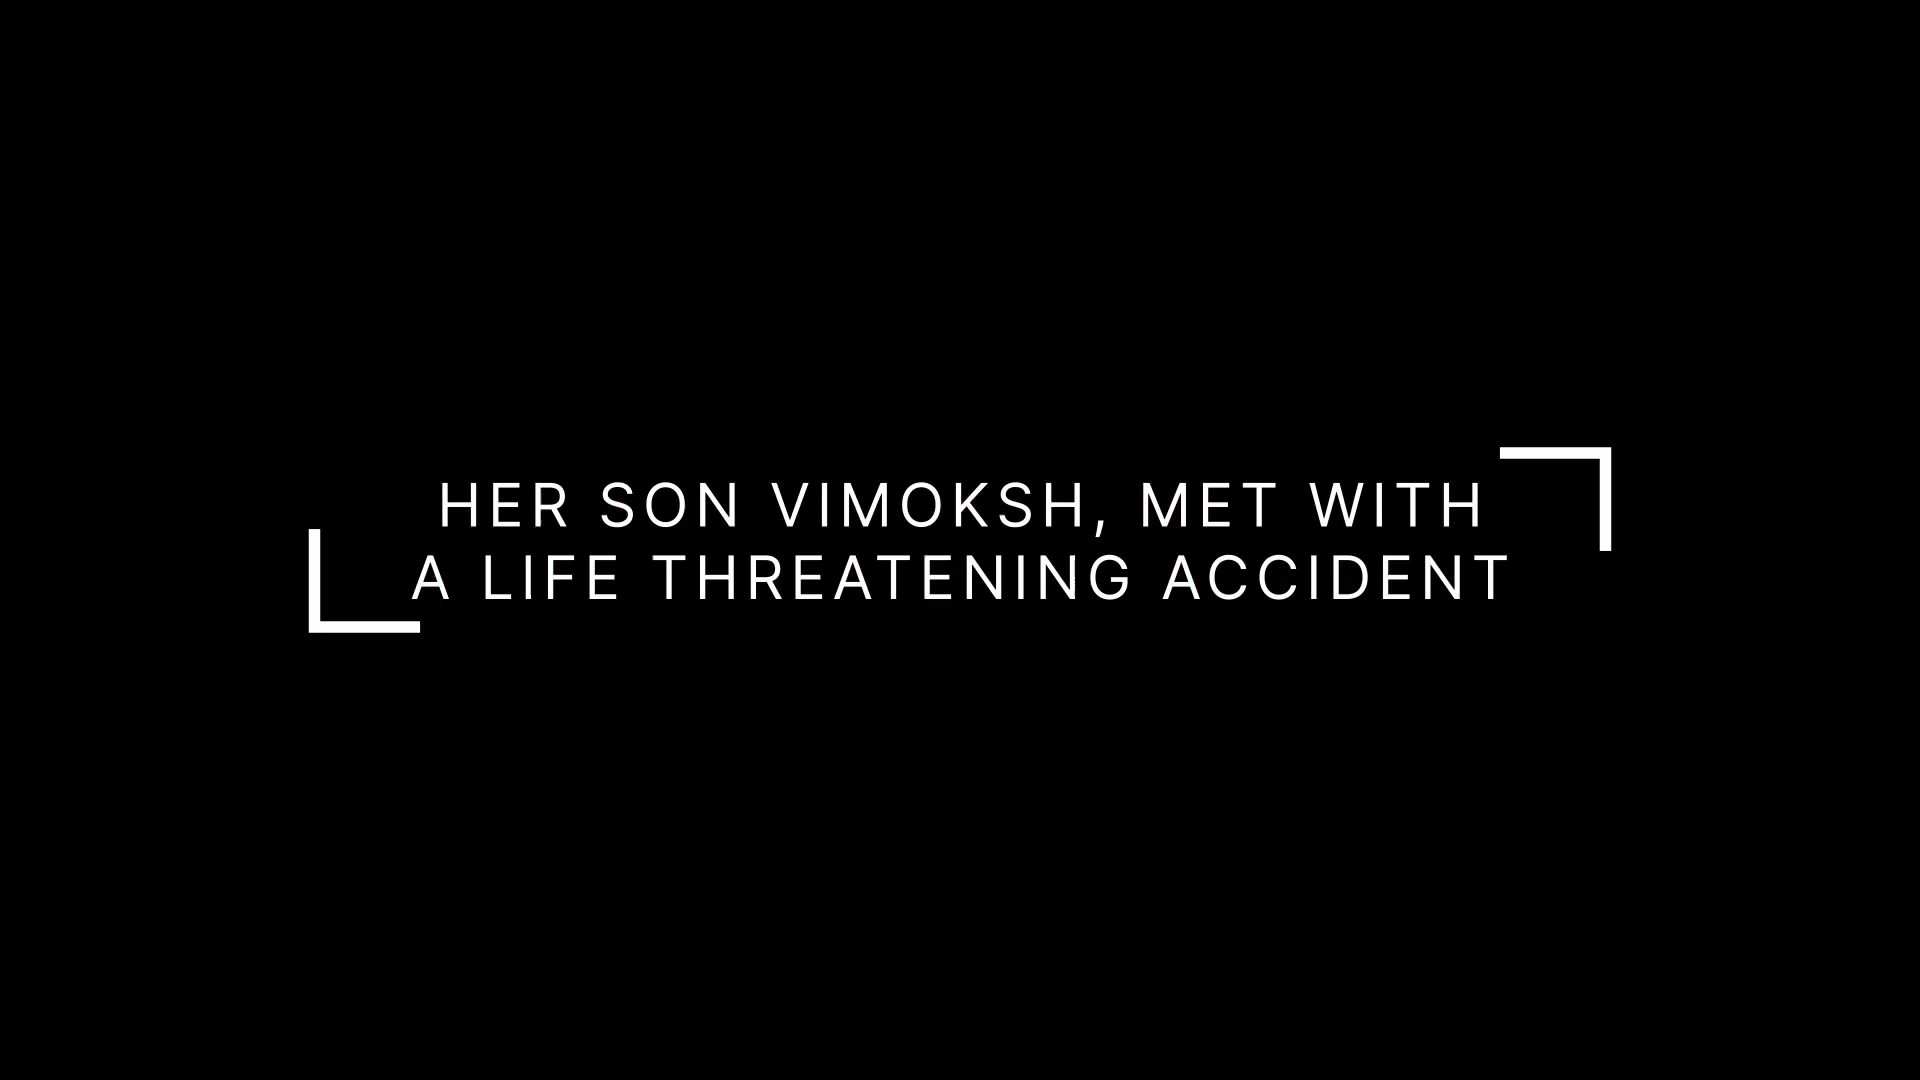 HER SON VIMOKSH, MET WITH
A LIFE THREATENING ACCIDENT